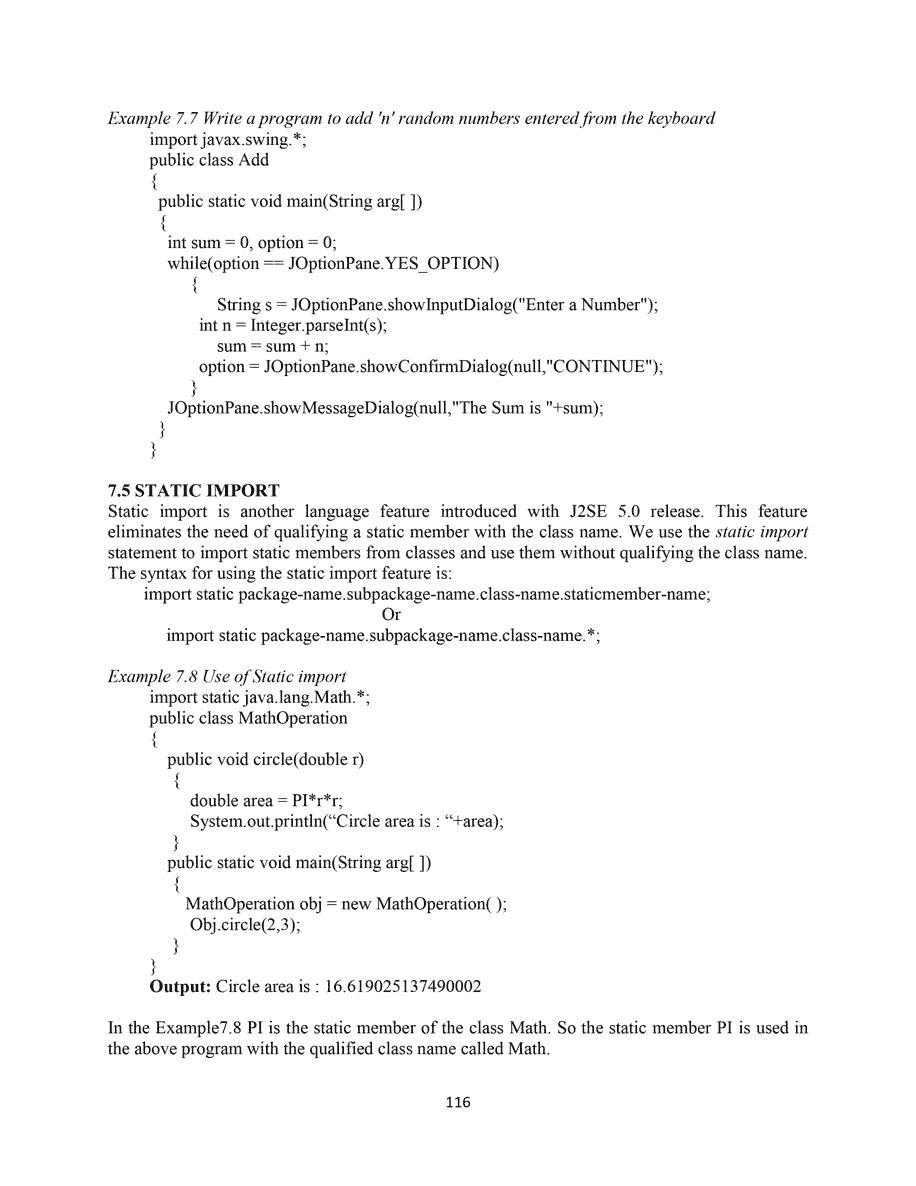 Example 7.7 Write a program to add 'n' random numbers entered from the keyboard
import javax.swing.*;
public class Add
{
public static void main(String arg[ ])
{
int sum = 0, option = 0;
while(option == JOptionPane.YES_OPTION)
{
String s = JOptionPane.showInputDialog("Enter a Number");
int n = Integer.parseInt(s);
sum = sum + n;
option = JOptionPane.showConfirmDialog(null,"CONTINUE");
}
JOptionPane.showMessageDialog(null,"The Sum is "+sum);
}
}
7.5 STATIC IMPORT
Static import is another language feature introduced with J2SE 5.0 release. This feature
eliminates the need of qualifying a static member with the class name. We use the static import
statement to import static members from classes and use them without qualifying the class name.
The syntax for using the static import feature is:
import static package-name.subpackage-name.class-name.staticmember-name;
Or
import static package-name.subpackage-name.class-name.*;
Example 7.8 Use of Static import
import static java.lang.Math.*;
public class MathOperation
{
public void circle(double r)
{
double area = PI*r*r;
System.out.println(“Circle area is : “+area);
}
public static void main(String arg[ ])
{
MathOperation obj = new MathOperation( );
Obj.circle(2,3);
}
}
Output: Circle area is : 16.619025137490002
In the Example7.8 PI is the static member of the class Math. So the static member PI is used in
the above program with the qualified class name called Math.
116